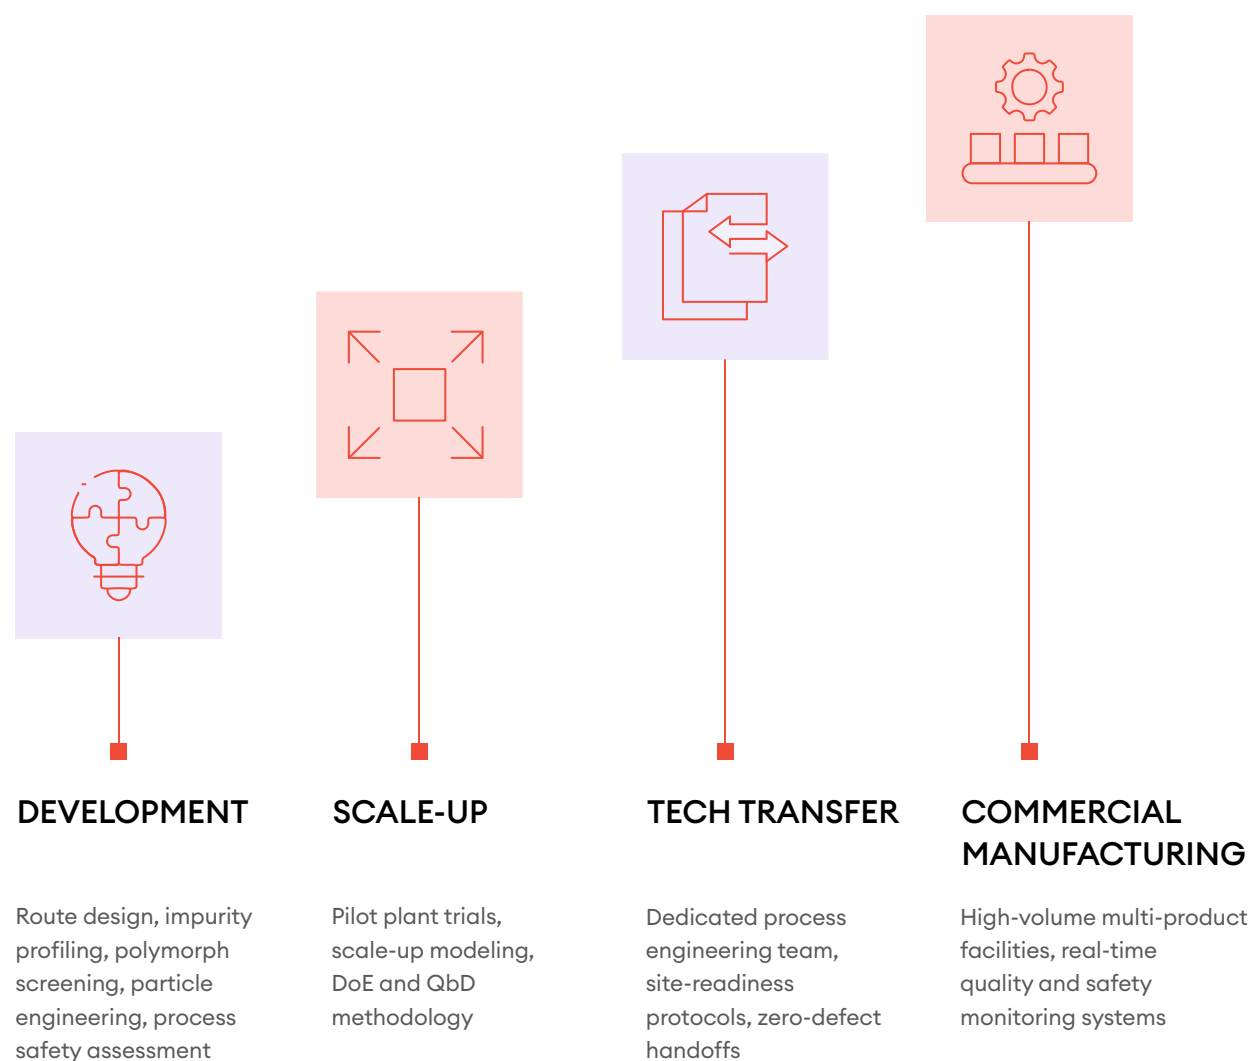 DEVELOPMENT
Route design, impurity
profiling, polymorph
screening, particle
engineering, process
safety assessment
SCALE-UP
Pilot plant trials,
scale-up modeling,
DoE and QbD
methodology
TECH TRANSFER
Dedicated process
engineering team,
site-readiness
protocols, zero-defect
handoffs
COMMERCIAL
MANUFACTURING
High-volume multi-product
facilities, real-time
quality and safety
monitoring systems